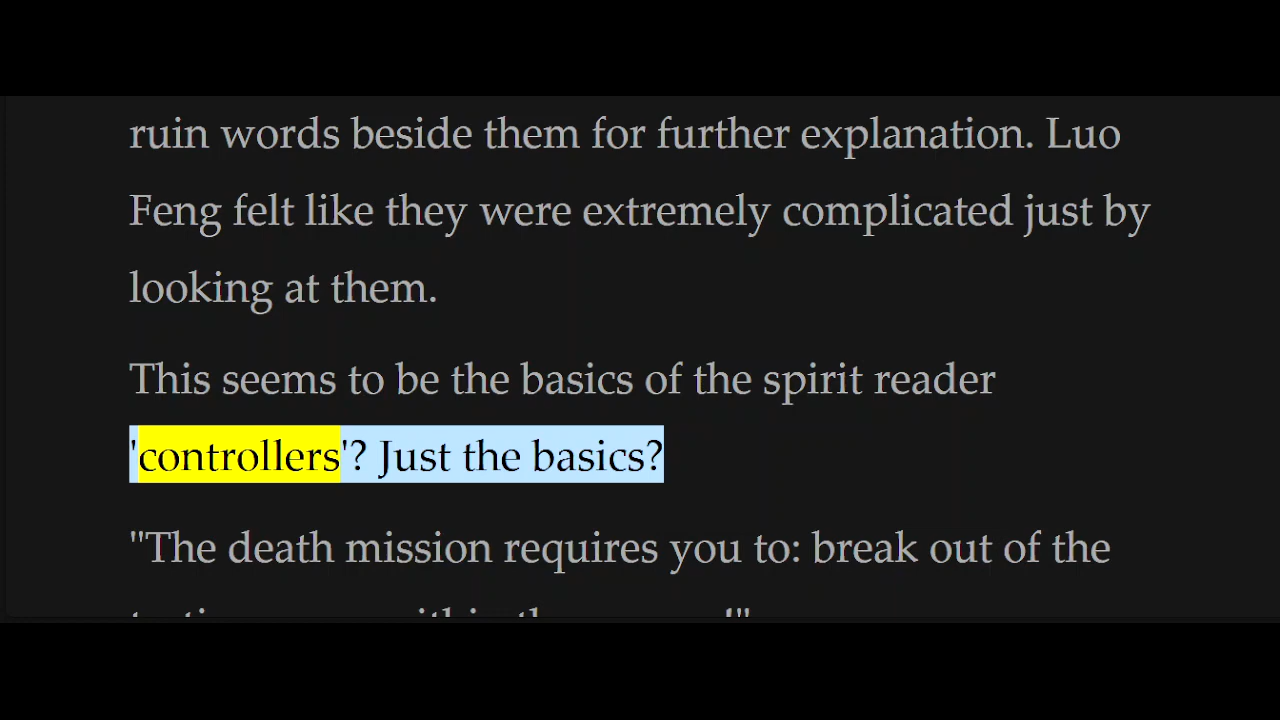 ruin words beside them for further explanation. Luo
Feng felt like they were extremely complicated just by
looking at them.
This seems to be the basics of the spirit reader
'controllers'? Just the basics?
"The death mission requires you to: break out of the